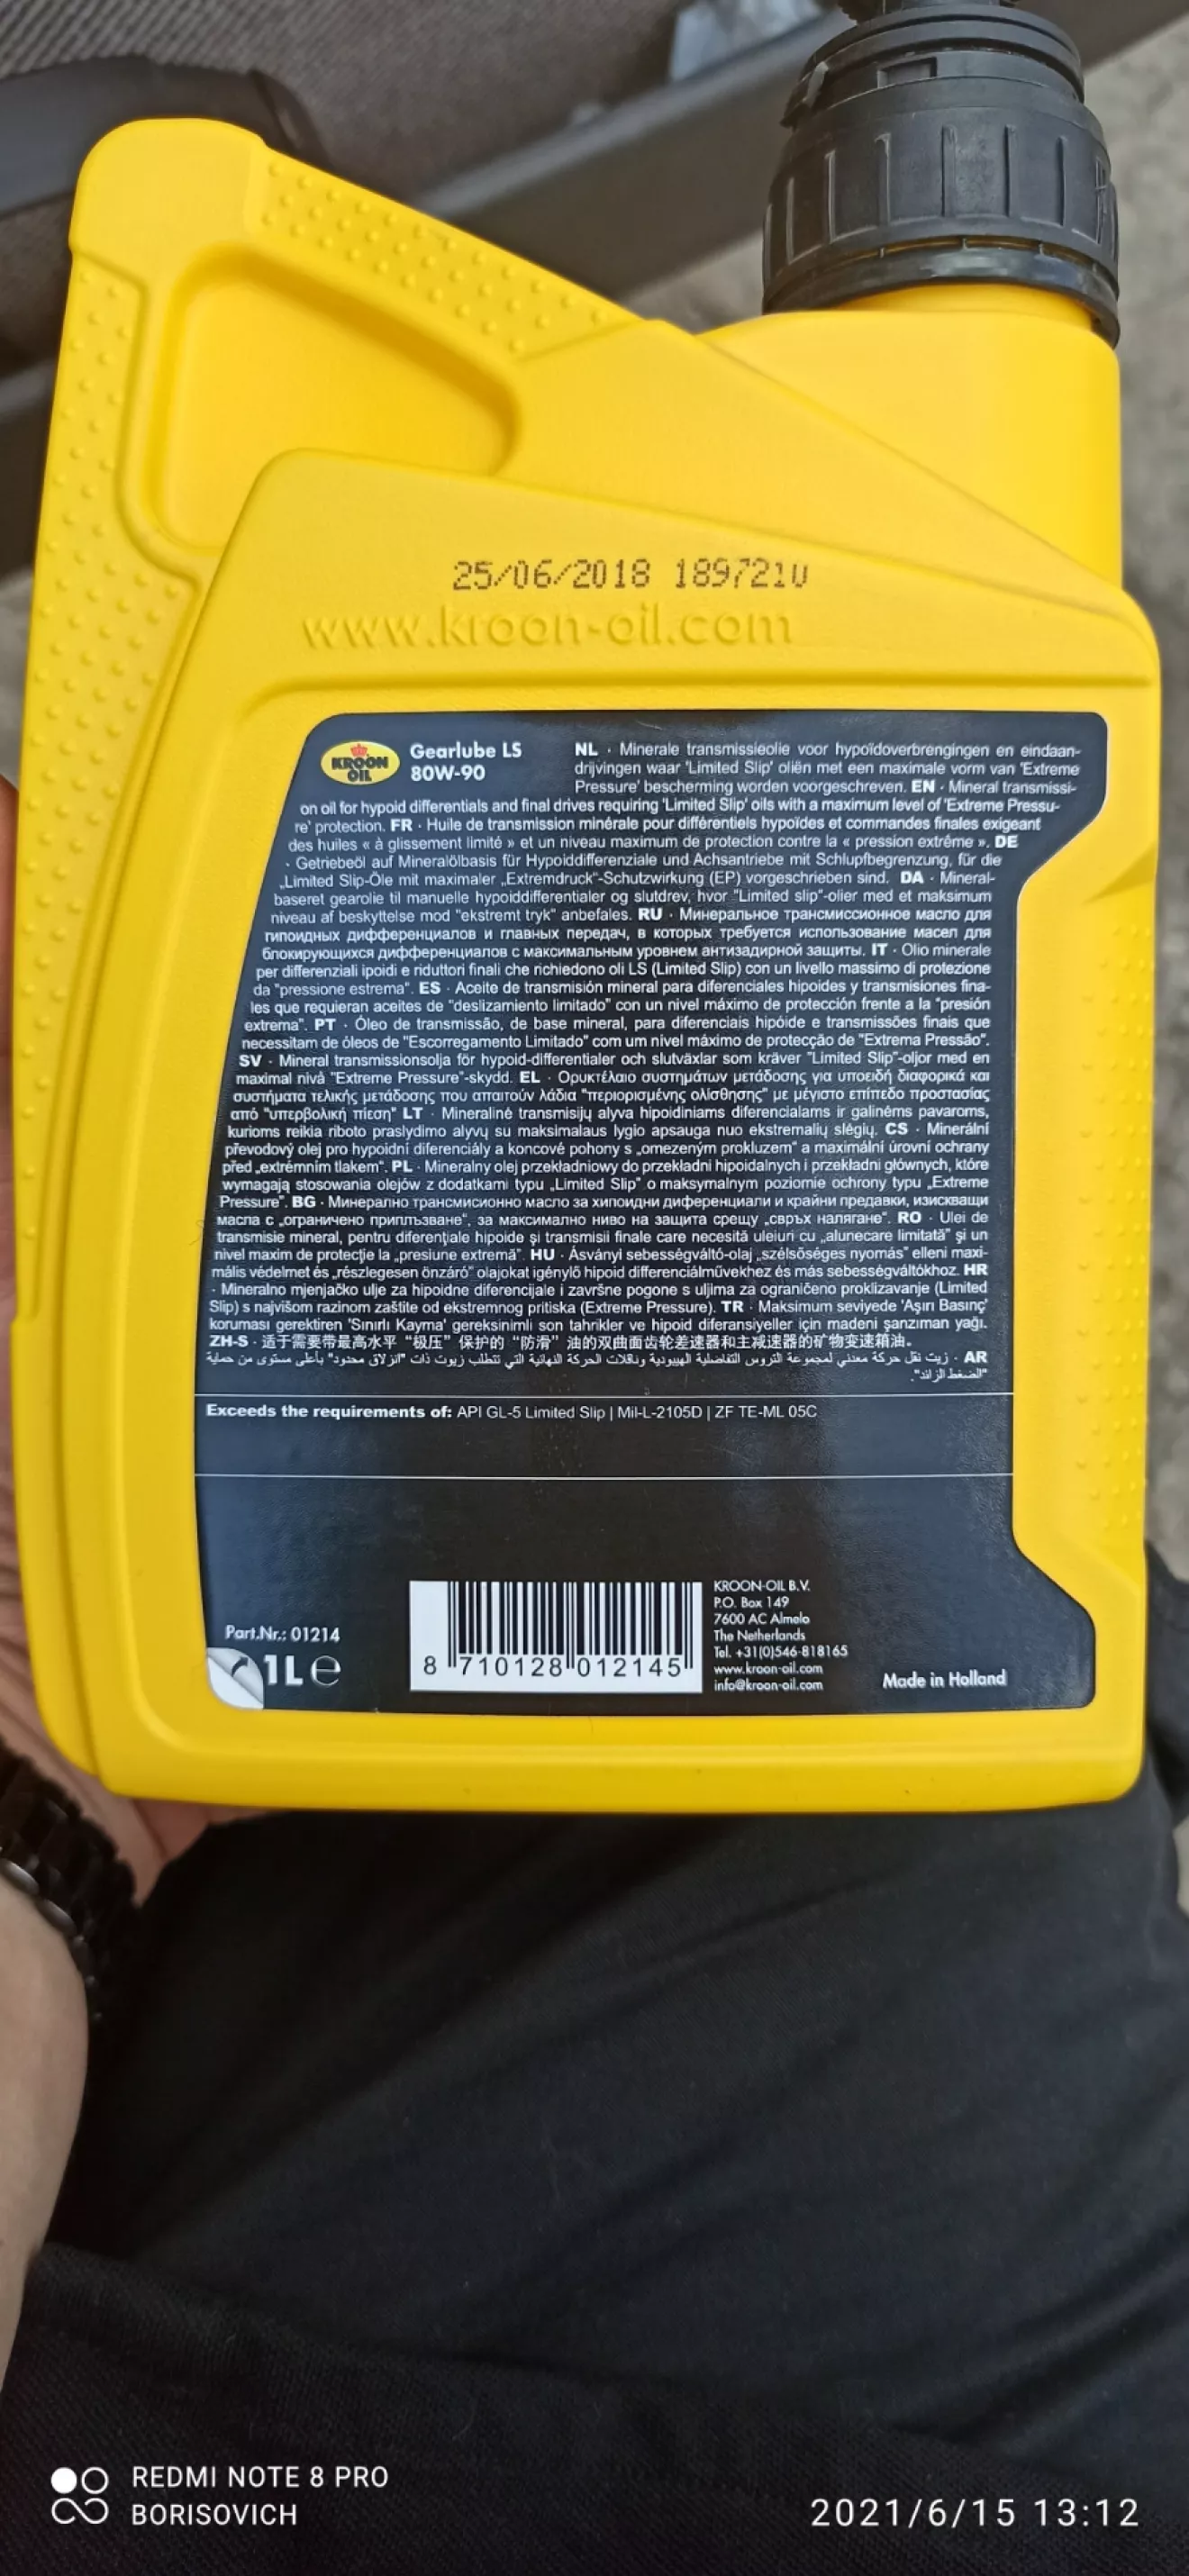 25/06/2018 189721U
www.kroon-oil.com
KROON
OIL
Gearlube LS
80W-90
NL · Minerale transmissieolie voor hypoïdoverbrengingen en eindaan-
drijvingen waar 'Limited Slip' oliën met een maximale vorm van 'Extreme
Pressure' bescherming worden voorgeschreven. EN · Mineral transmissi-
on oil for hypoid differentials and final drives requiring 'Limited Slip' oils with a maximum level of 'Extreme Pressu-
re' protection. FR · Huile de transmission minérale pour différentiels hypoïdes et commandes finales exigeant
des huiles « à glissement limité » et un niveau maximum de protection contre la « pression extrême ». DE
· Getriebeöl auf Mineralölbasis für Hypoiddifferenziale und Achsantriebe mit Schlupfbegrenzung, für die
„Limited Slip-Öle mit maximaler „Extremdruck“-Schutzwirkung (EP) vorgeschrieben sind. DA · Mineral-
baseret gearolie til manuelle hypoiddifferentialer og slutdrev, hvor "Limited slip"-olier med et maksimum
niveau af beskyttelse mod "ekstremt tryk" anbefales. RU · Минеральное трансмиссионное масло для
гипоидных дифференциалов и главных передач, в которых требуется использование масел для
блокирующихся дифференциалов с максимальным уровнем антизадирной защиты. IT · Olio minerale
per differenziali ipoidi e riduttori finali che richiedono oli LS (Limited Slip) con un livello massimo di protezione
da "pressione estrema". ES · Aceite de transmisión mineral para diferenciales hipoides y transmisiones fina-
les que requieran aceites de "deslizamiento limitado" con un nivel máximo de protección frente a la "presión
extrema". PT · Óleo de transmissão, de base mineral, para diferenciais hipóide e transmissões finais que
necessitam de óleos de "Escorregamento Limitado" com um nível máximo de protecção de "Extrema Pressão".
SV · Mineral transmissionsolja för hypoid-differentialer och slutväxlar som kräver "Limited Slip"-oljor med en
maximal nivå "Extreme Pressure"-skydd. EL · Ορυκτέλαιο συστημάτων μετάδοσης για υποειδή διαφορικά και
συστήματα τελικής μετάδοσης που απαιτούν λάδια "περιορισμένης ολίσθησης" με μέγιστο επίπεδο προστασίας
από "υπερβολική πίεση" LT · Mineralinė transmisijų alyva hipoidiniams diferencialams ir galinėms pavaroms,
kurioms reikia riboto praslydimo alyvų su maksimalaus lygio apsauga nuo ekstremalių slėgių. CS · Minerální
převodový olej pro hypoidní diferenciály a koncové pohony s „omezeným prokluzem“ a maximální úrovní ochrany
před „extrémním tlakem“. PL · Mineralny olej przekładniowy do przekładni hipoidalnych i przekładni głównych, które
wymagają stosowania olejów z dodatkami typu „Limited Slip” o maksymalnym poziomie ochrony typu „Extreme
Pressure”. BG · Минерално трансмисионно масло за хипоидни диференциали и крайни предавки, изискващи
масла с „ограничено приплъзване“, за максимално ниво на защита срещу „свръх налягане“. RO · Ulei de
transmisie mineral, pentru diferenţiale hipoide şi transmisii finale care necesită uleiuri cu „alunecare limitată” şi un
nivel maxim de protecţie la „presiune extremă”. HU · Ásványi sebességváltó-olaj „szélsőséges nyomás” elleni maxi-
mális védelmet és „részlegesen önzáró” olajokat igénylő hipoid differenciálművekhez és más sebességváltókhoz. HR
· Mineralno mjenjačko ulje za hipoidne diferencijale i završne pogone s uljima za ograničeno proklizavanje (Limited
Slip) s najvišom razinom zaštite od ekstremnog pritiska (Extreme Pressure). TR · Maksimum seviyede 'Aşırı Basınç'
koruması gerektiren 'Sınırlı Kayma' gereksinimli son tahrikler ve hipoid diferansiyeller için madeni şanzıman yağı.
ZH-S · 适于需要带最高水平 “极压” 保护的 “防滑” 油的双曲面齿轮差速器和主减速器的矿物变速箱油。
AR · زيت نقل حركة معدني لمجموعة التروس التفاضلية الهيبودية وناقلات الحركة النهائية التي تتطلب زيوت ذات "انزلاق محدود" بأعلى مستوى من حماية
"الضغط الزائد".
Exceeds the requirements of: API GL-5 Limited Slip | Mil-L-2105D | ZF TE-ML 05C
Part.Nr.: 01214
1L ℮
8 710128 012145
KROON-OIL B.V.
P.O. Box 149
7600 AC Almelo
The Netherlands
Tel. +31(0)546-818165
www.kroon-oil.com
info@kroon-oil.com
Made in Holland
REDMI NOTE 8 PRO
BORISOVICH
2021/6/15 13:12